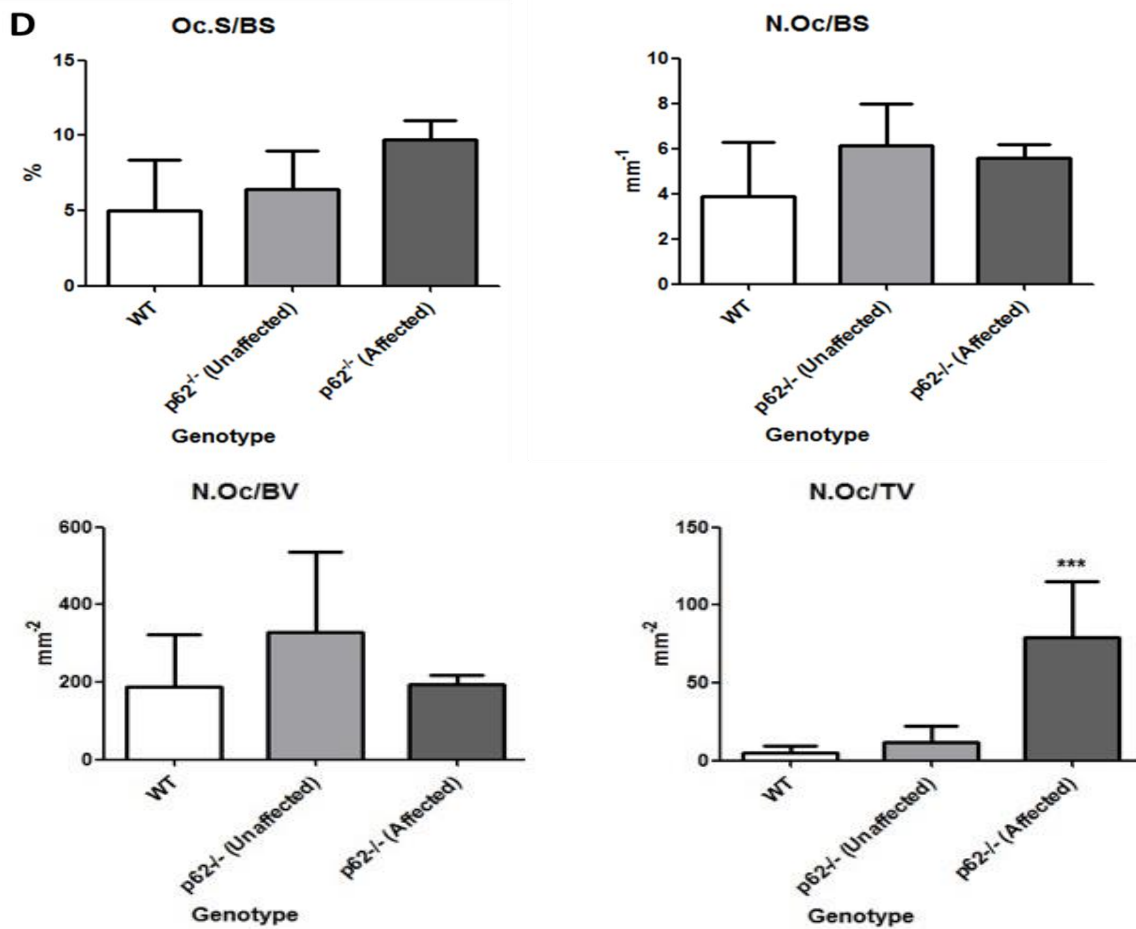 D
Oc.S/BS
15
10
5
0
%
WT
p62⁻/⁻ (Unaffected)
p62⁻/⁻ (Affected)
Genotype
N.Oc/BS
10
8
6
4
2
0
mm⁻¹
WT
p62-/- (Unaffected)
p62-/- (Affected)
Genotype
N.Oc/BV
600
400
200
0
mm⁻²
WT
p62-/- (Unaffected)
p62-/- (Affected)
Genotype
N.Oc/TV
150
100
50
0
mm⁻²
***
WT
p62-/- (Unaffected)
p62-/- (Affected)
Genotype